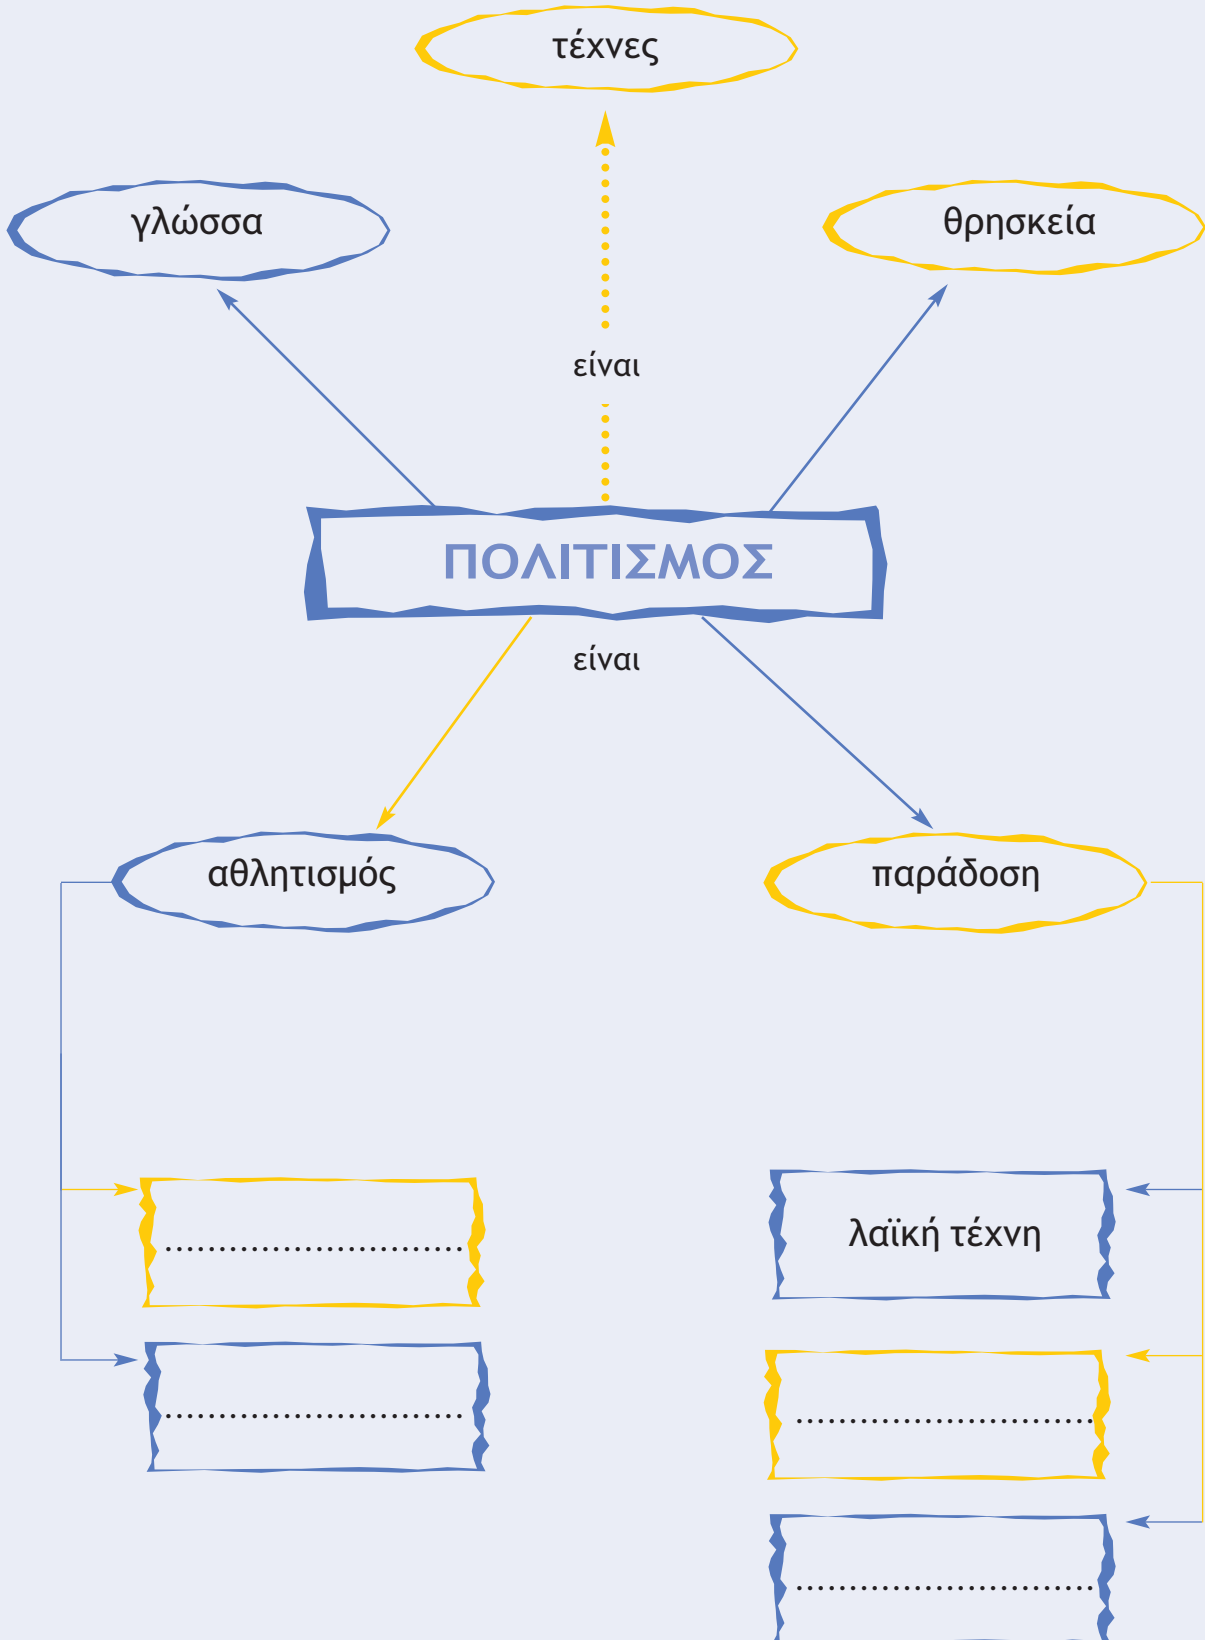 τέχνες
γλώσσα
θρησκεία
είναι
ΠΟΛΙΤΙΣΜΟΣ
είναι
αθλητισμός
παράδοση
λαϊκή τέχνη